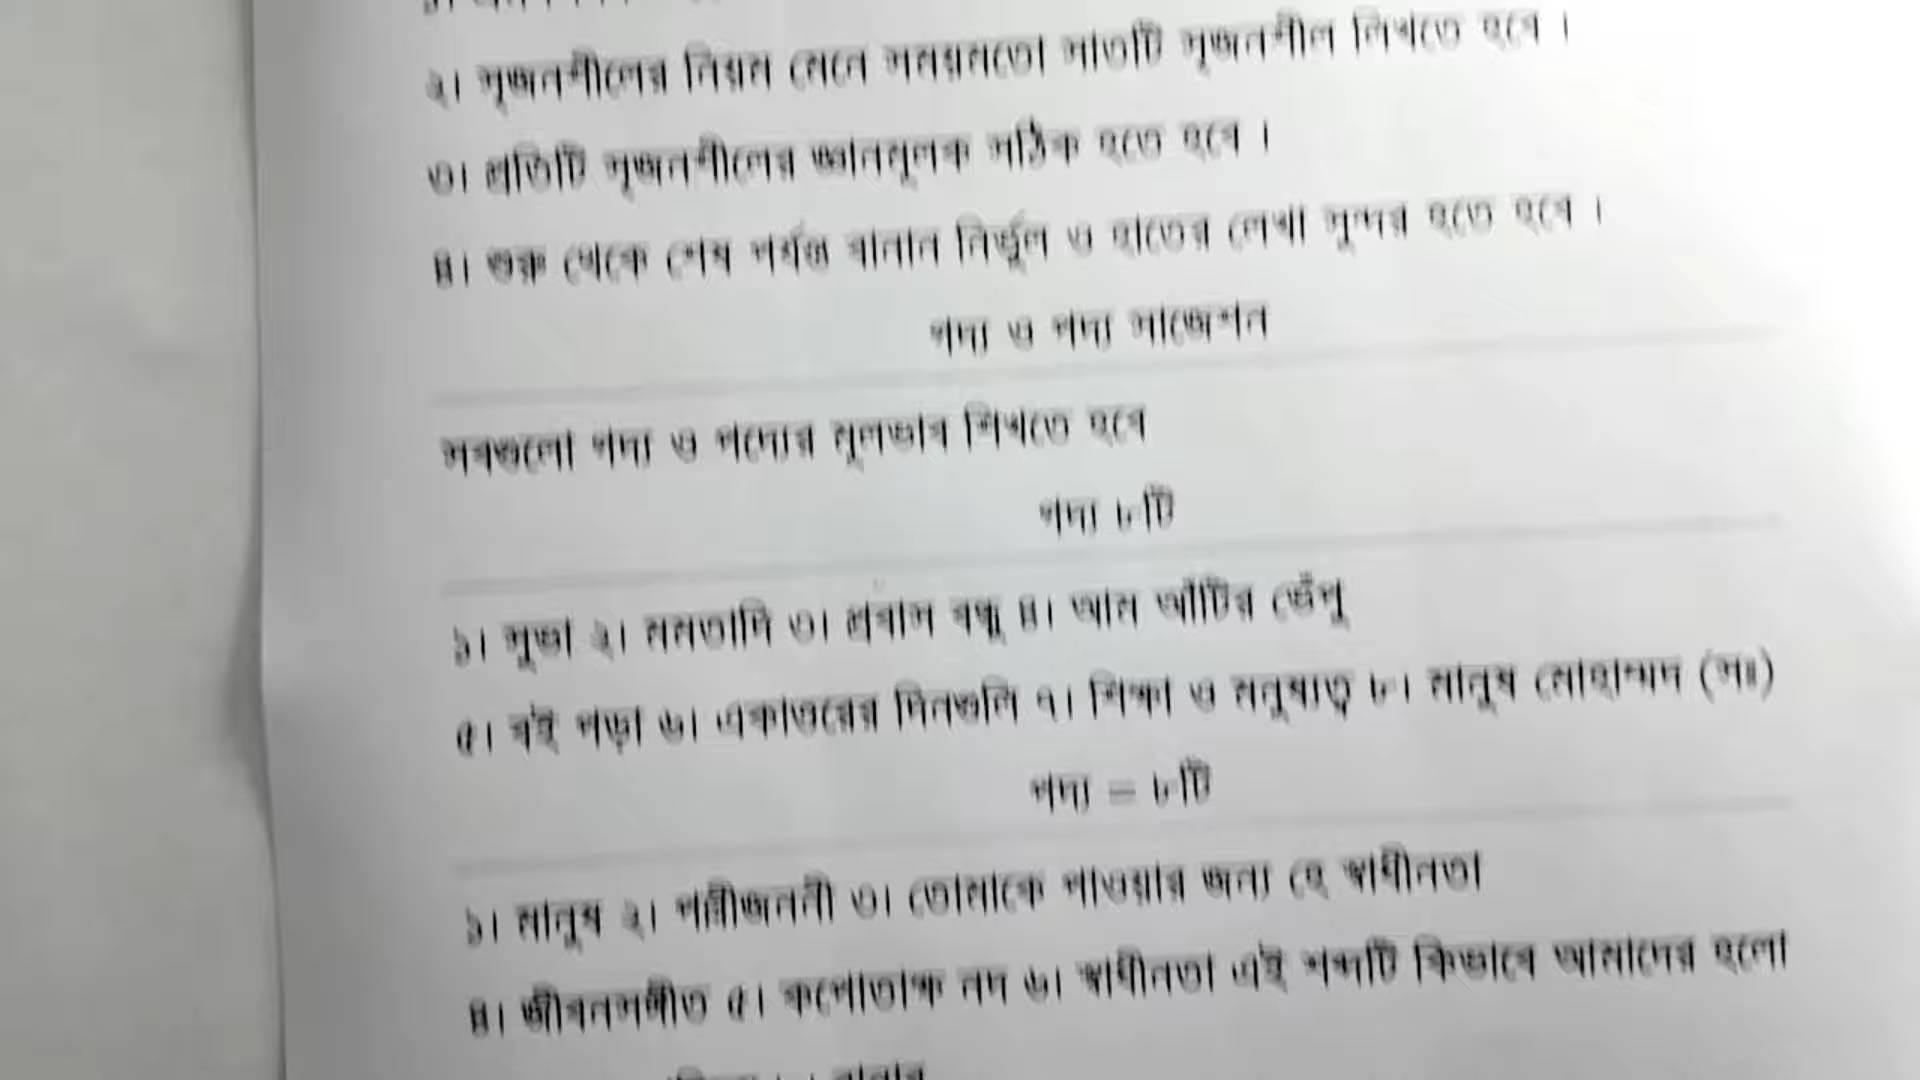 ২। সৃজনশীলের নিয়ম মেনে সময়মতো সাতটি সৃজনশীল লিখতে হবে ।
৩। প্রতিটি সৃজনশীলের জ্ঞানমূলক সঠিক হতে হবে ।
৪। শুরু থেকে শেষ পর্যন্ত বানান নির্ভুল ও হাতের লেখা সুন্দর হতে হবে ।
গদ্য ও পদ্য সাজেশন
সবগুলো গদ্য ও পদ্যের মূলভাব শিখতে হবে
গদ্য ৮টি
১। সুভা ২। মমতাদি ৩। প্রবাস বন্ধু ৪। আম আঁটির ভেঁপু
৫। বই পড়া ৬। একাত্তরের দিনগুলি ৭। শিক্ষা ও মনুষ্যত্ব ৮। মানুষ মোহাম্মদ (সঃ)
পদ্য = ৮টি
১। মানুষ ২। পল্লীজননী ৩। তোমাকে পাওয়ার জন্য হে স্বাধীনতা
৪। জীবনসঙ্গীত ৫। কপোতাক্ষ নদ ৬। স্বাধীনতা এই শব্দটি কিভাবে আমাদের হলো